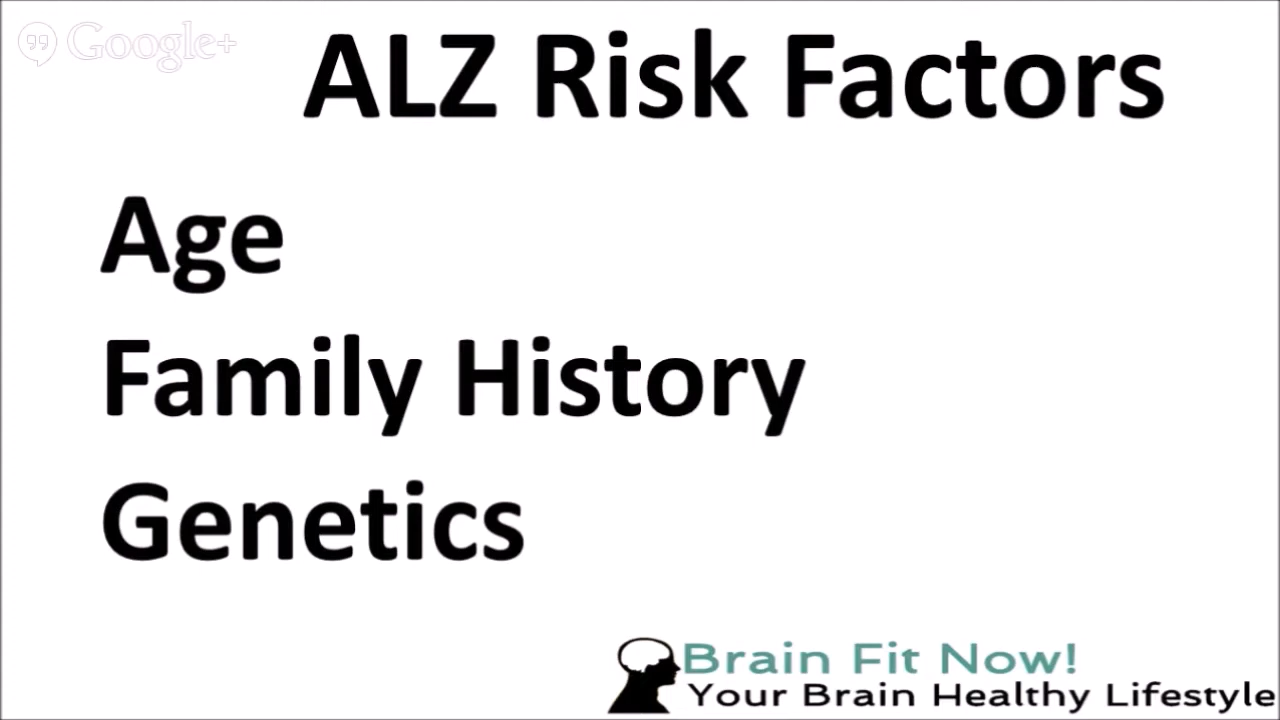 Google+
ALZ Risk Factors
Age
Family History
Genetics
Brain Fit Now!
Your Brain Healthy Lifestyle